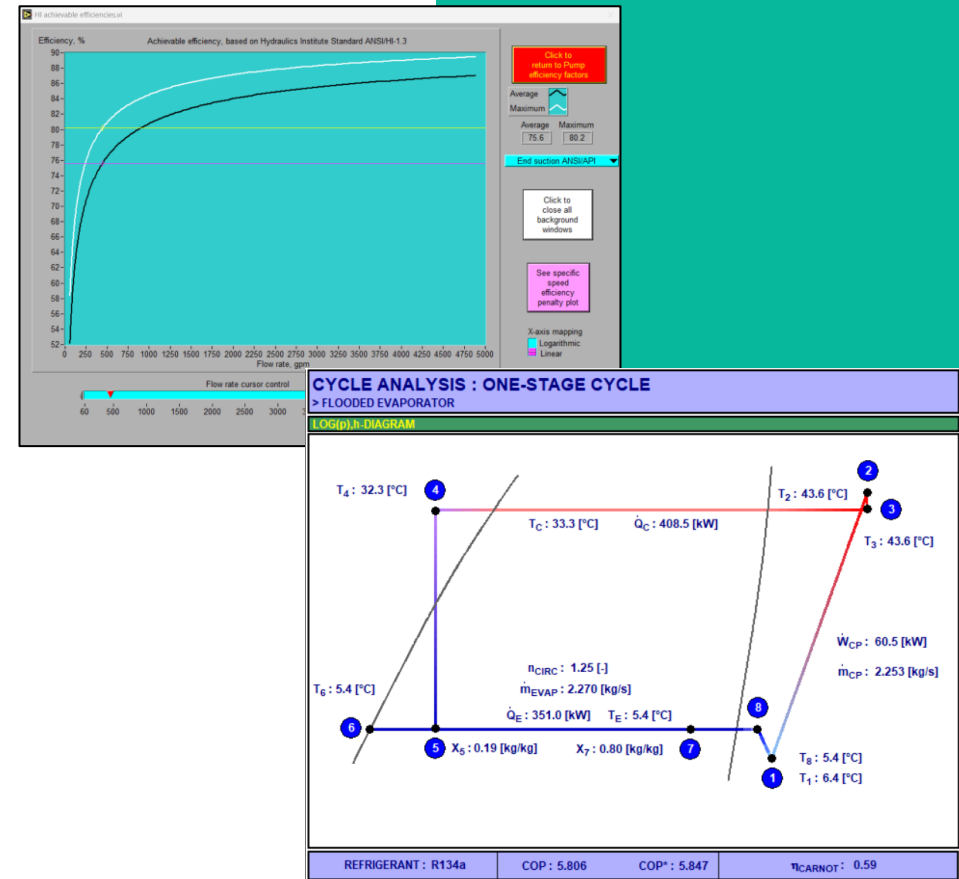 HI achievable efficiencies.vi
Efficiency, %
Achievable efficiency, based on Hydraulics Institute Standard ANSI/HI-1.3
90
88
86
84
82
80
78
76
74
72
70
68
66
64
62
60
58
56
54
52
0 250 500 750 1000 1250 1500 1750 2000 2250 2500 2750 3000 3250 3500 3750 4000 4250 4500 4750 5000
Flow rate, gpm
Click to
return to Pump
efficiency factors
Average
Maximum
Average Maximum
75.6 80.2
End suction ANSI/API
Click to
close all
background
windows
See specific
speed
efficiency
penalty plot
X-axis mapping
Logarithmic
Linear
Flow rate cursor control
60 500 1000 1500 2000 2500 3000
CYCLE ANALYSIS : ONE-STAGE CYCLE
> FLOODED EVAPORATOR
LOG(p),h-DIAGRAM
2
T2 : 43.6 [°C]
T4 : 32.3 [°C]
4
3
TC : 33.3 [°C] Q̇C : 408.5 [kW]
T3 : 43.6 [°C]
ẆCP : 60.5 [kW]
ṁCP : 2.253 [kg/s]
nCIRC : 1.25 [-]
ṁEVAP : 2.270 [kg/s]
T6 : 5.4 [°C]
Q̇E : 351.0 [kW] TE : 5.4 [°C]
8
6
5
X5 : 0.19 [kg/kg]
X7 : 0.80 [kg/kg]
7
T8 : 5.4 [°C]
1
T1 : 6.4 [°C]
REFRIGERANT : R134a
COP : 5.806
COP* : 5.847
ηCARNOT : 0.59